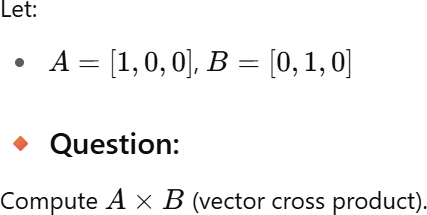 Let:
• A = [1, 0, 0], B = [0, 1, 0]
🔸 Question:
Compute A × B (vector cross product).